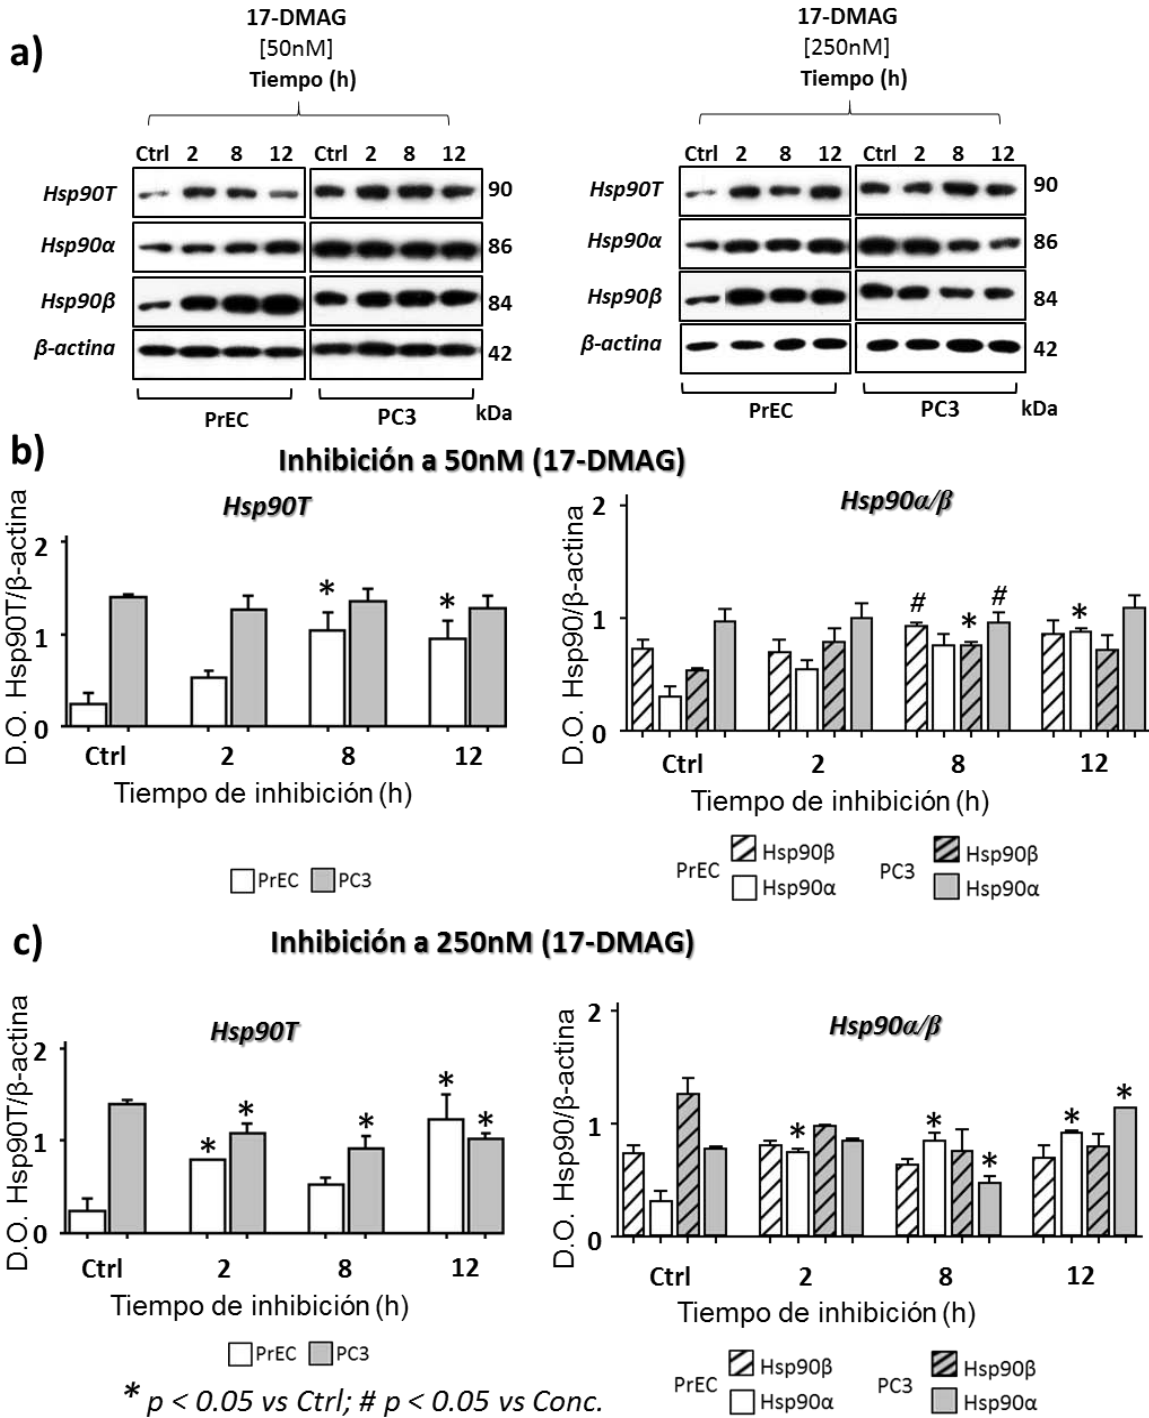 a)
17-DMAG
[50nM]
Tiempo (h)
Ctrl 2 8 12 Ctrl 2 8 12
Hsp90T 90
Hsp90α 86
Hsp90β 84
β-actina 42
PrEC PC3 kDa
17-DMAG
[250nM]
Tiempo (h)
Ctrl 2 8 12 Ctrl 2 8 12
Hsp90T 90
Hsp90α 86
Hsp90β 84
β-actina 42
PrEC PC3 kDa
b)
Inhibición a 50nM (17-DMAG)
Hsp90T
D.O. Hsp90T/β-actina
2
1
0
* *
Ctrl 2 8 12
Tiempo de inhibición (h)
PrEC PC3
Hsp90α/β
D.O. Hsp90/β-actina
2
1
0
# * # *
Ctrl 2 8 12
Tiempo de inhibición (h)
PrEC Hsp90β Hsp90α
PC3 Hsp90β Hsp90α
c)
Inhibición a 250nM (17-DMAG)
Hsp90T
D.O. Hsp90T/β-actina
2
1
0
* * * * *
Ctrl 2 8 12
Tiempo de inhibición (h)
PrEC PC3
Hsp90α/β
D.O. Hsp90/β-actina
2
1
0
* * * * *
Ctrl 2 8 12
Tiempo de inhibición (h)
PrEC Hsp90β Hsp90α
PC3 Hsp90β Hsp90α
* p < 0.05 vs Ctrl; # p < 0.05 vs Conc.